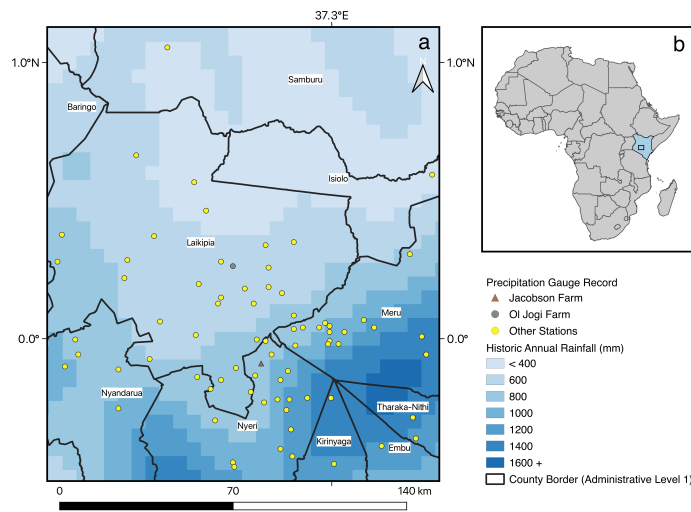 37.3°E
a
b
1.0°N
1.0°N
Samburu
Baringo
Isiolo
Laikipia
Meru
0.0°
0.0°
Nyandarua
Tharaka-Nithi
Nyeri
Kirinyaga
Embu
0
70
140 km
Precipitation Gauge Record
Jacobson Farm
Ol Jogi Farm
Other Stations
Historic Annual Rainfall (mm)
< 400
600
800
1000
1200
1400
1600 +
County Border (Administrative Level 1)